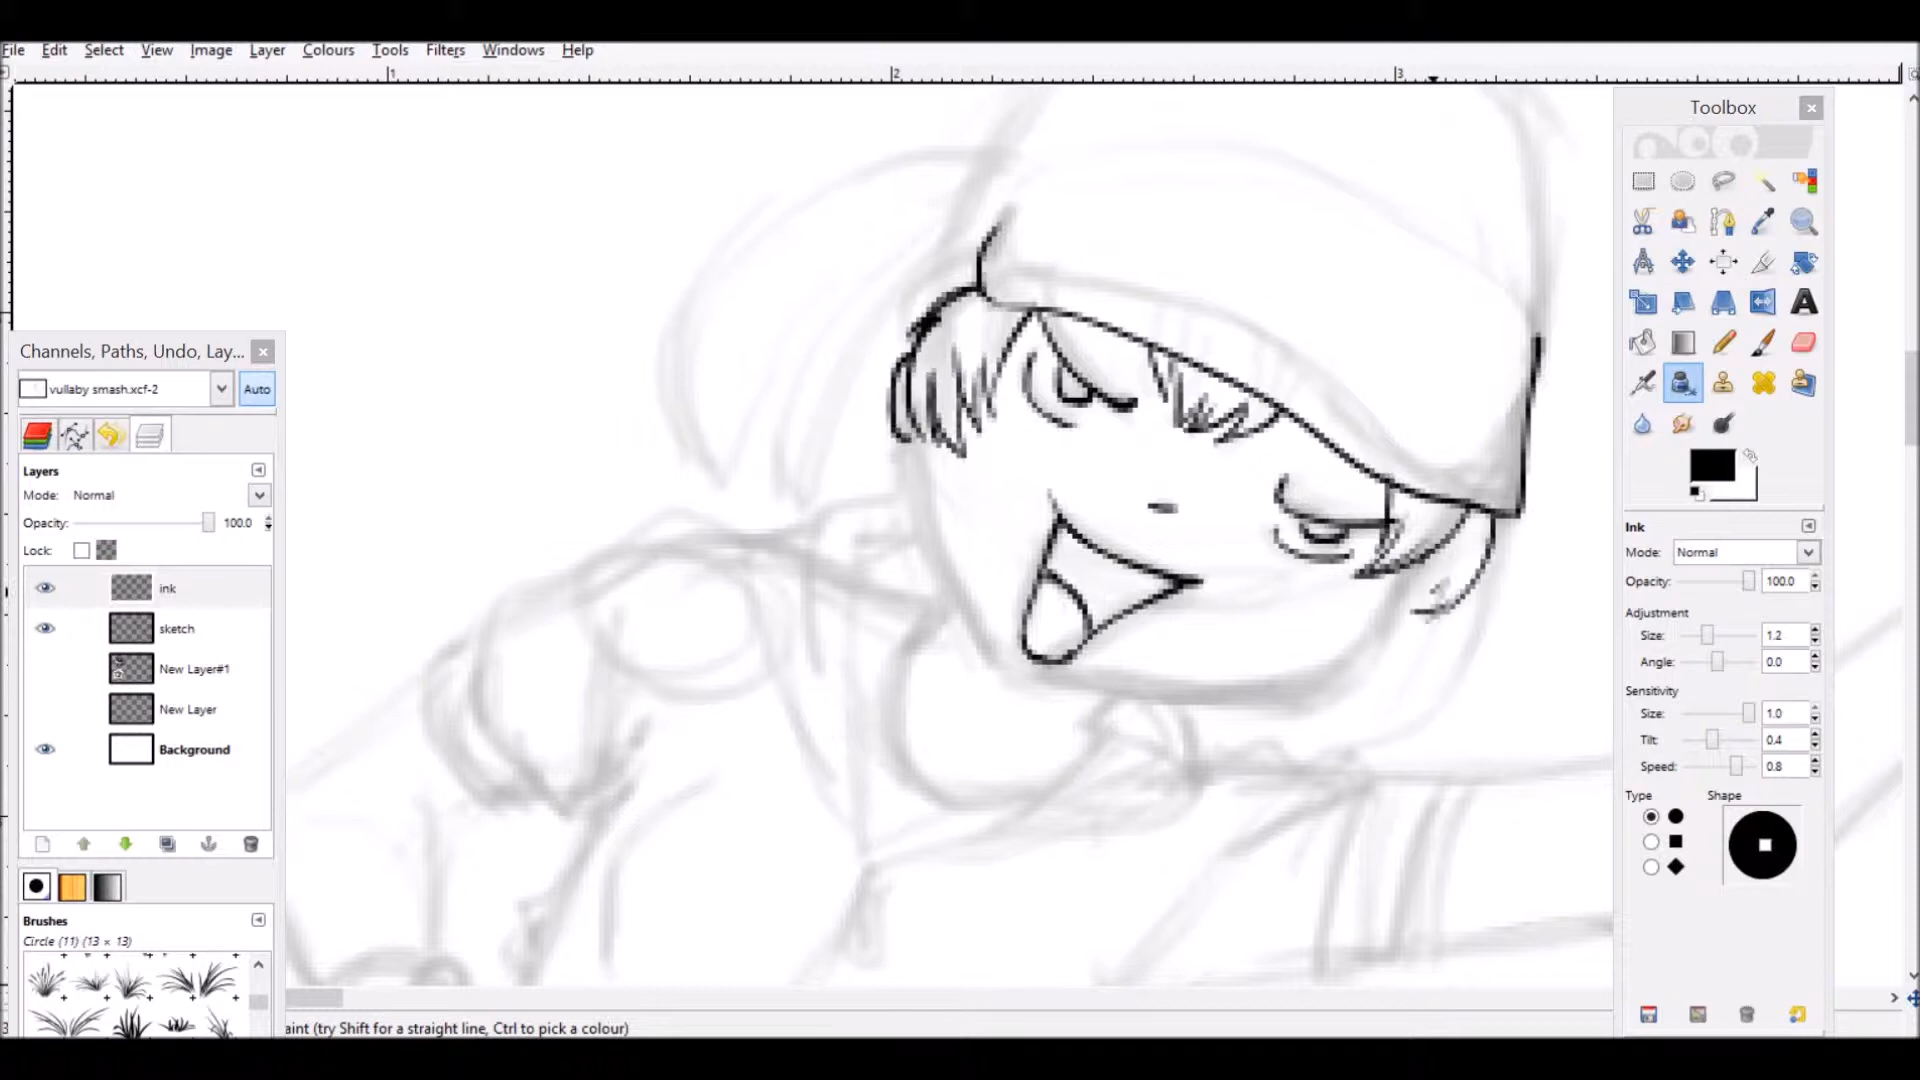 File Edit Select View Image Layer Colours Tools Filters Windows Help
1 2 3
Toolbox
Channels, Paths, Undo, Lay...
vullaby smash.xcf-2
Auto
Layers
Mode: Normal
Opacity: 100.0
Lock:
ink
sketch
New Layer#1
New Layer
Background
Brushes
Circle (11) (13 × 13)
aint (try Shift for a straight line, Ctrl to pick a colour)
Ink
Mode: Normal
Opacity: 100.0
Adjustment
Size: 1.2
Angle: 0.0
Sensitivity
Size: 1.0
Tilt: 0.4
Speed: 0.8
Type Shape